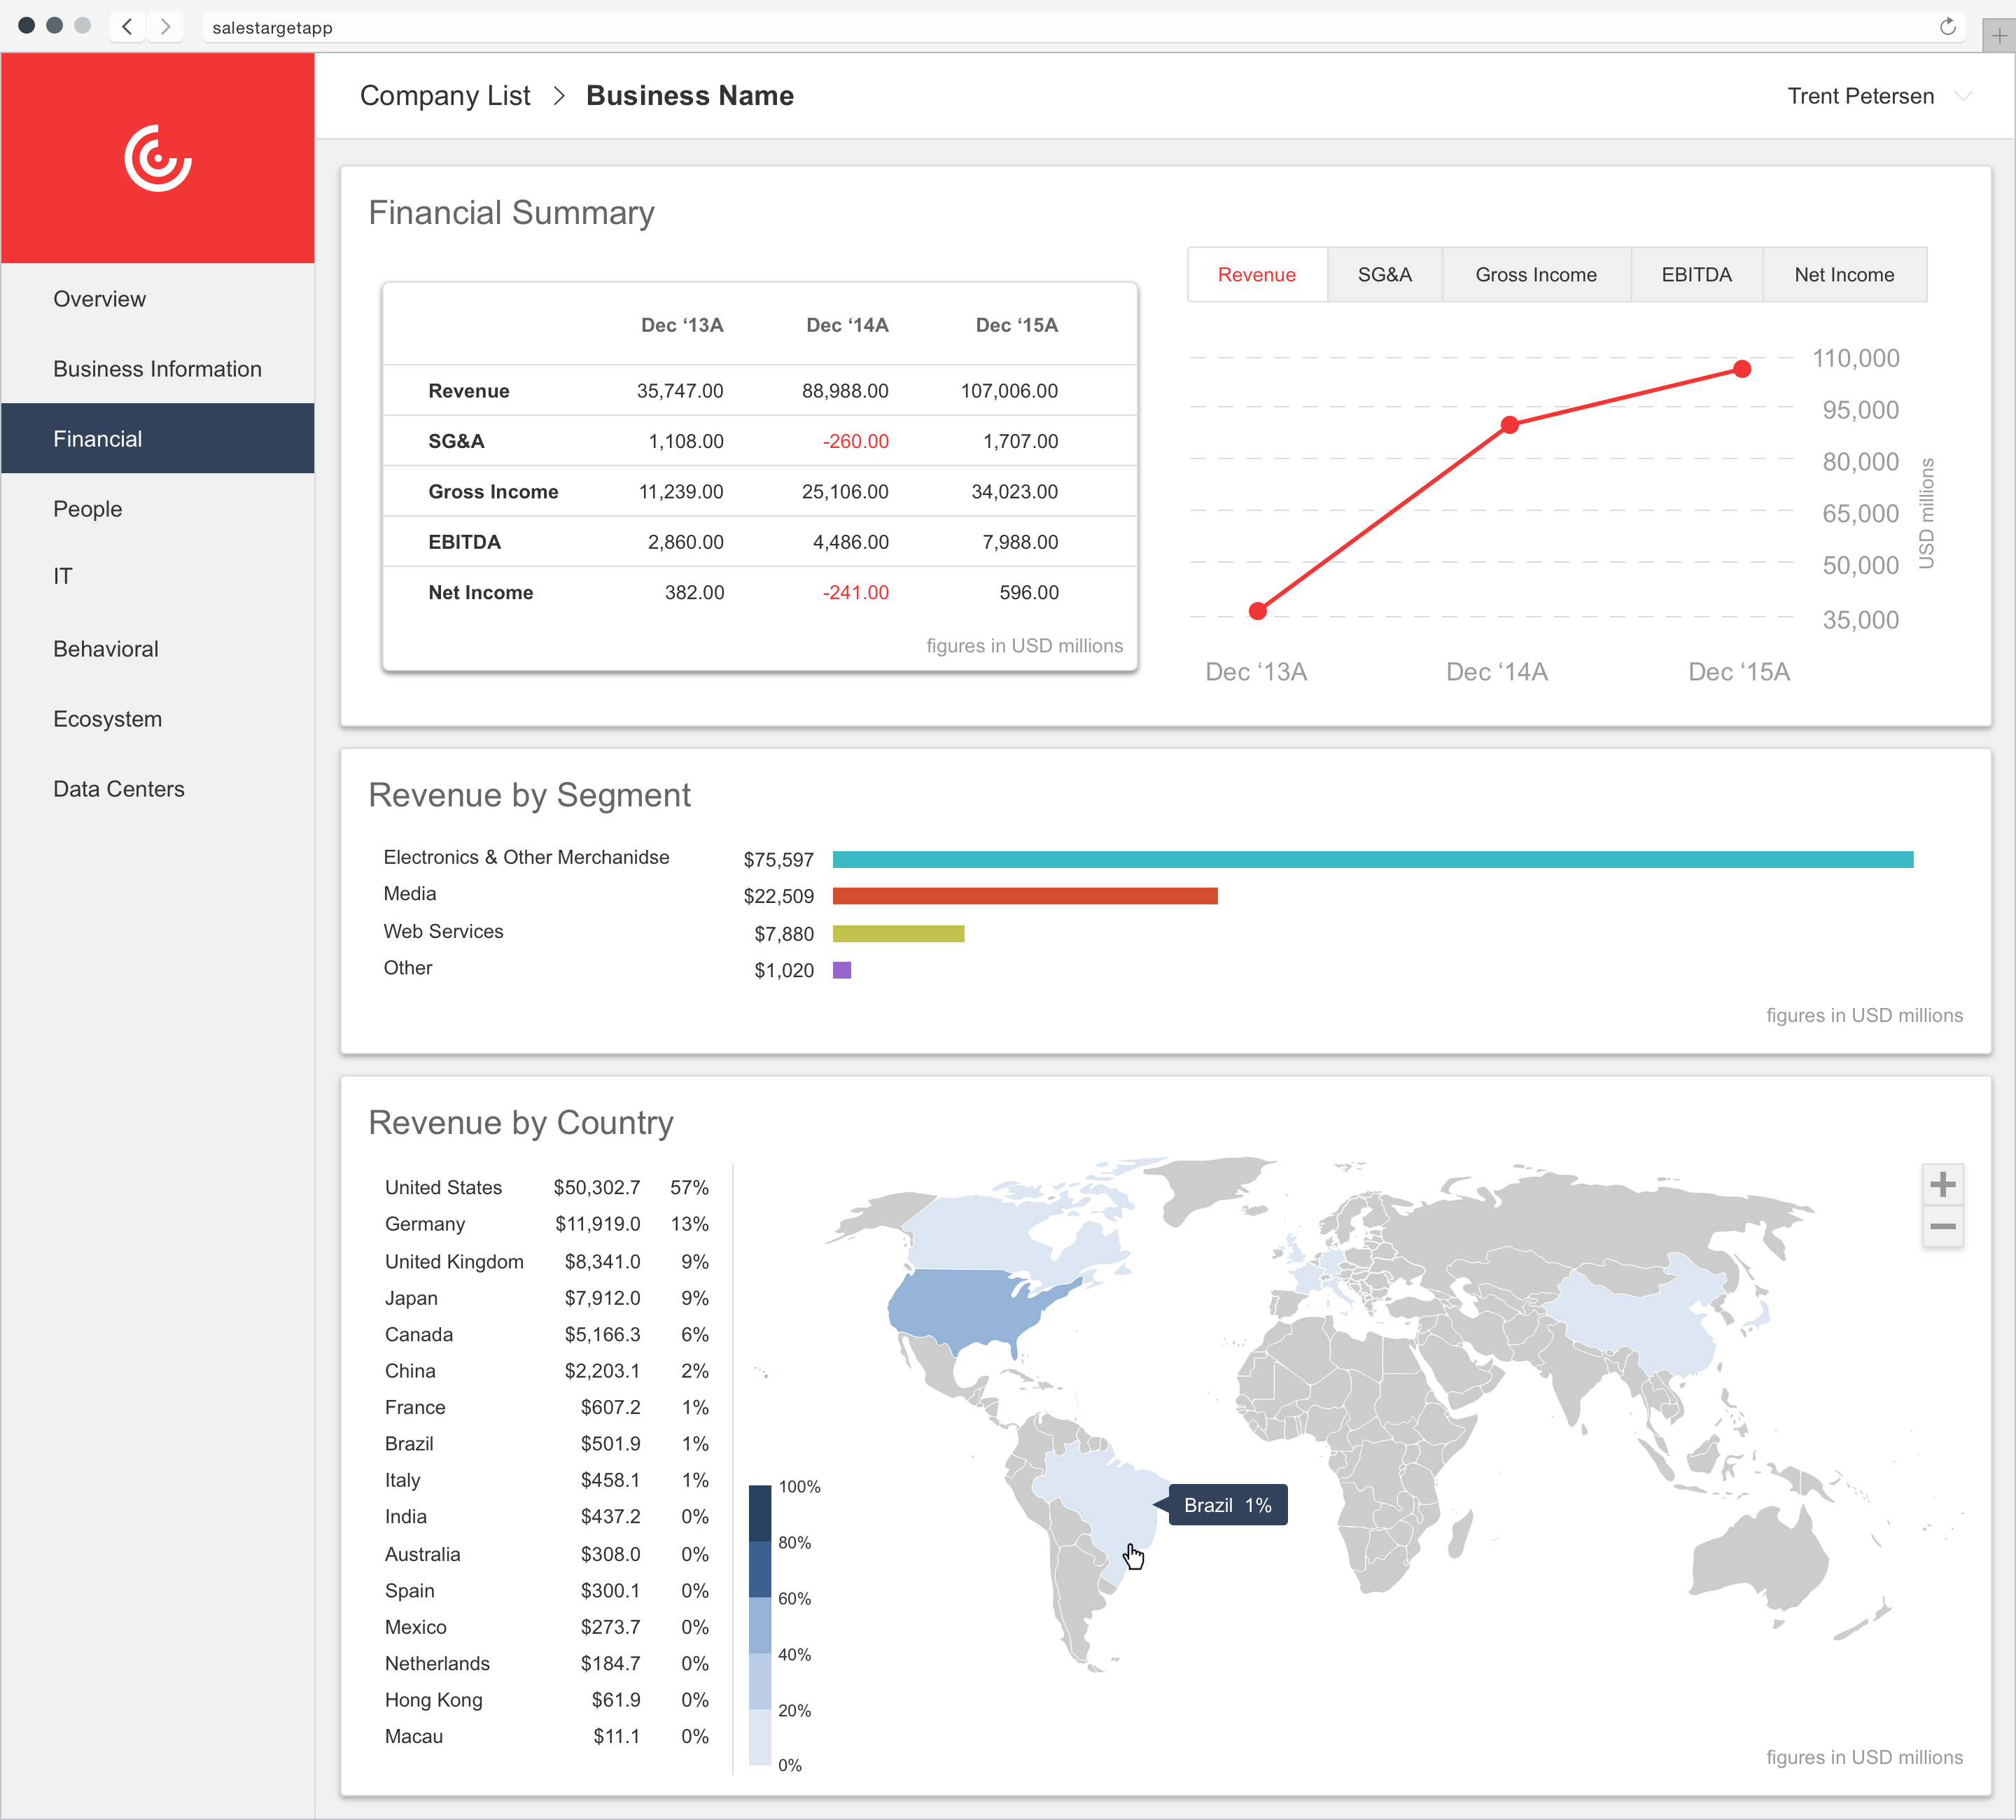 salestargetapp
Company List > Business Name
Trent Petersen
Overview
Business Information
Financial
People
IT
Behavioral
Ecosystem
Data Centers
Financial Summary
Dec ‘13A Dec ‘14A Dec ‘15A
Revenue 35,747.00 88,988.00 107,006.00
SG&A 1,108.00 -260.00 1,707.00
Gross Income 11,239.00 25,106.00 34,023.00
EBITDA 2,860.00 4,486.00 7,988.00
Net Income 382.00 -241.00 596.00
figures in USD millions
Revenue SG&A Gross Income EBITDA Net Income
110,000
95,000
80,000
65,000
50,000
35,000
USD millions
Dec ‘13A Dec ‘14A Dec ‘15A
Revenue by Segment
Electronics & Other Merchanidse $75,597
Media $22,509
Web Services $7,880
Other $1,020
figures in USD millions
Revenue by Country
United States $50,302.7 57%
Germany $11,919.0 13%
United Kingdom $8,341.0 9%
Japan $7,912.0 9%
Canada $5,166.3 6%
China $2,203.1 2%
France $607.2 1%
Brazil $501.9 1%
Italy $458.1 1%
India $437.2 0%
Australia $308.0 0%
Spain $300.1 0%
Mexico $273.7 0%
Netherlands $184.7 0%
Hong Kong $61.9 0%
Macau $11.1 0%
100%
80%
60%
40%
20%
0%
Brazil 1%
figures in USD millions